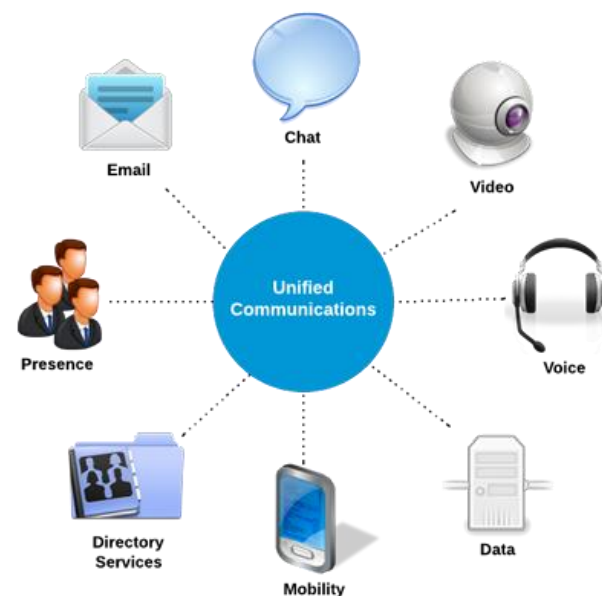 Chat
Email
Video
Unified
Communications
Presence
Voice
Directory
Services
Data
Mobility